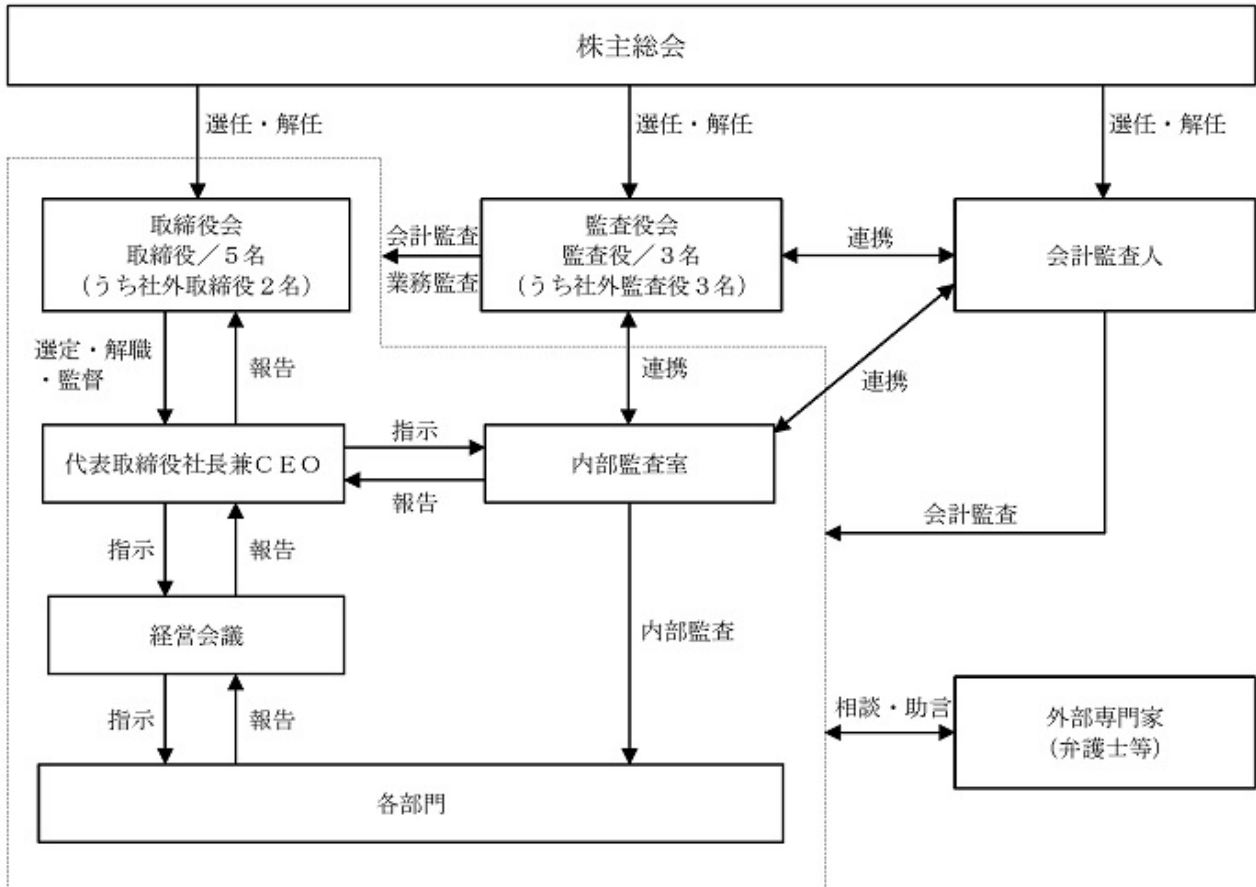 株主総会
選任・解任
選任・解任
選任・解任
取締役会
取締役／５名
（うち社外取締役２名）
会計監査
業務監査
監査役会
監査役／３名
（うち社外監査役３名）
連携
会計監査人
選定・解職
・監督
報告
連携
連携
代表取締役社長兼ＣＥＯ
指示
報告
内部監査室
会計監査
指示
報告
経営会議
内部監査
指示
報告
相談・助言
外部専門家
（弁護士等）
各部門